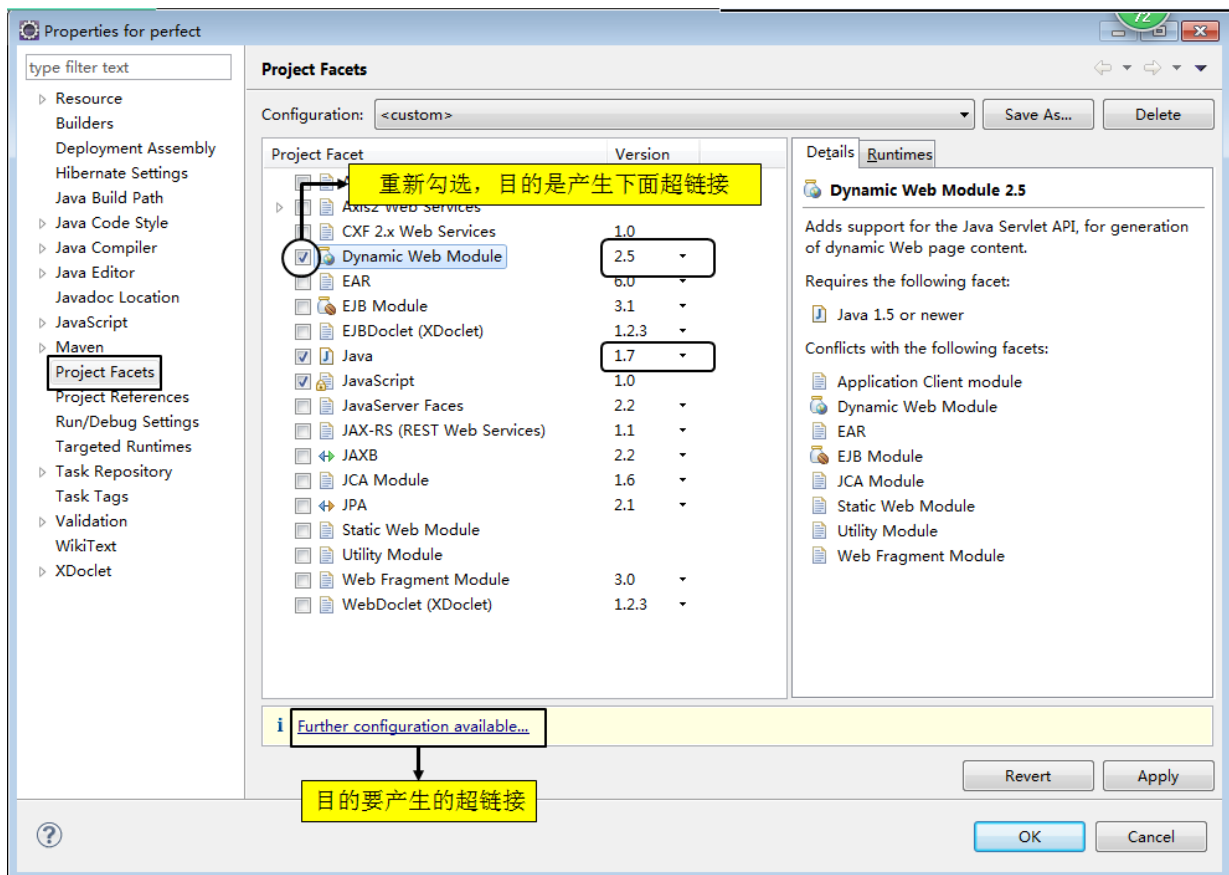 72
Properties for perfect
type filter text
Resource
Builders
Deployment Assembly
Hibernate Settings
Java Build Path
Java Code Style
Java Compiler
Java Editor
Javadoc Location
JavaScript
Maven
Project Facets
Project References
Run/Debug Settings
Targeted Runtimes
Task Repository
Task Tags
Validation
WikiText
XDoclet
Project Facets
Configuration: <custom> Save As... Delete
Project Facet Version
重新勾选，目的是产生下面超链接
Axis2 Web Services
CXF 2.x Web Services 1.0
Dynamic Web Module 2.5
EAR 6.0
EJB Module 3.1
EJBDoclet (XDoclet) 1.2.3
Java 1.7
JavaScript 1.0
JavaServer Faces 2.2
JAX-RS (REST Web Services) 1.1
JAXB 2.2
JCA Module 1.6
JPA 2.1
Static Web Module
Utility Module
Web Fragment Module 3.0
WebDoclet (XDoclet) 1.2.3
Details Runtimes
Dynamic Web Module 2.5
Adds support for the Java Servlet API, for generation
of dynamic Web page content.
Requires the following facet:
Java 1.5 or newer
Conflicts with the following facets:
Application Client module
Dynamic Web Module
EAR
EJB Module
JCA Module
Static Web Module
Utility Module
Web Fragment Module
i Further configuration available...
目的要产生的超链接
Revert Apply
? OK Cancel